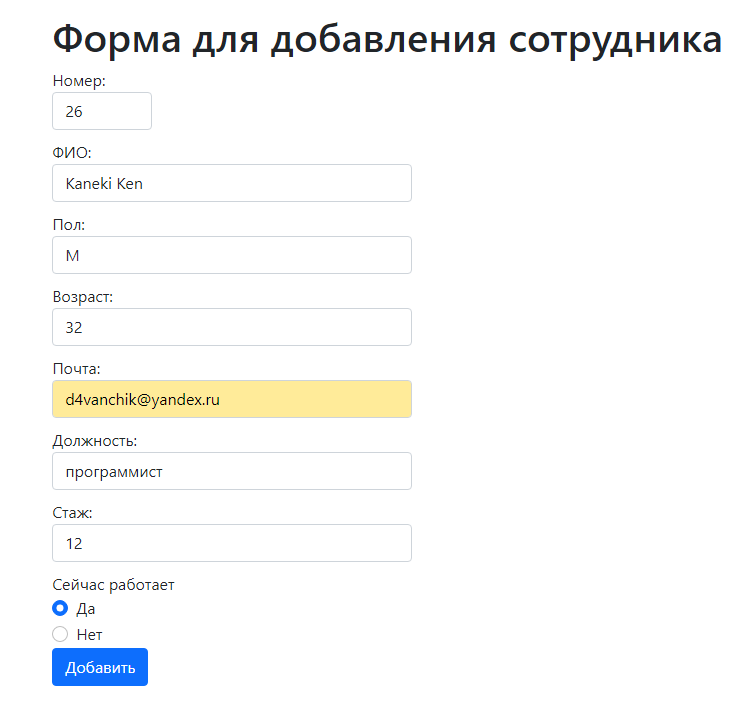 Форма для добавления сотрудника
Номер:
26
ФИО:
Kaneki Ken
Пол:
М
Возраст:
32
Почта:
d4vanchik@yandex.ru
Должность:
программист
Стаж:
12
Сейчас работает
Да
Нет
Добавить